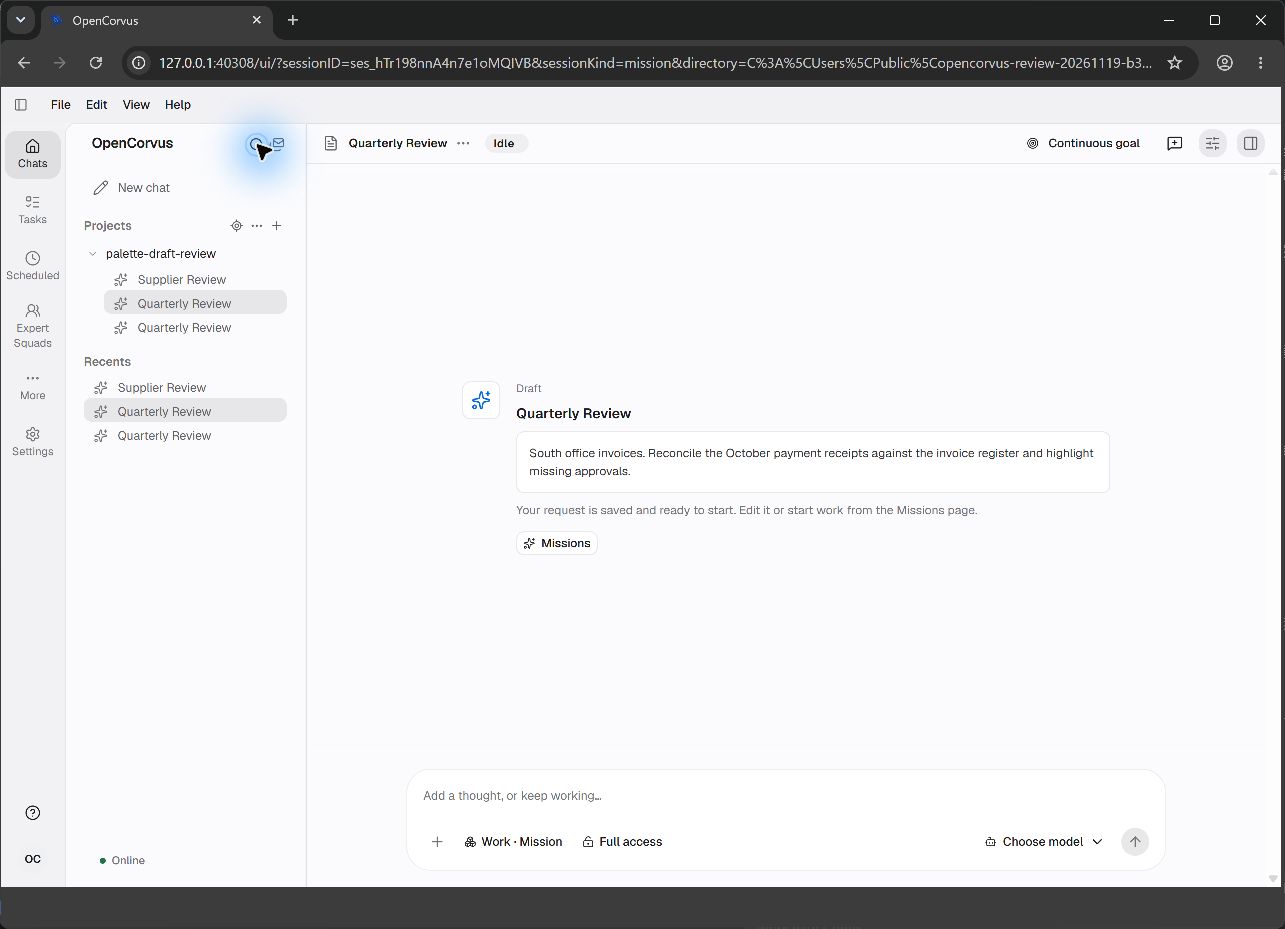 OpenCorvus
127.0.0.1:40308/ui/?sessionID=ses_hTr198nnA4n7e1oMQIVB&sessionKind=mission&directory=C%3A%5CUsers%5CPublic%5Copencorvus-review-20261119-b3...
File Edit View Help
Chats
Tasks
Scheduled
Expert
Squads
More
Settings
OC
OpenCorvus
New chat
Projects
palette-draft-review
Supplier Review
Quarterly Review
Quarterly Review
Recents
Supplier Review
Quarterly Review
Quarterly Review
Online
Quarterly Review ··· Idle
Continuous goal
Draft
Quarterly Review
South office invoices. Reconcile the October payment receipts against the invoice register and highlight
missing approvals.
Your request is saved and ready to start. Edit it or start work from the Missions page.
Missions
Add a thought, or keep working...
Work · Mission Full access Choose model